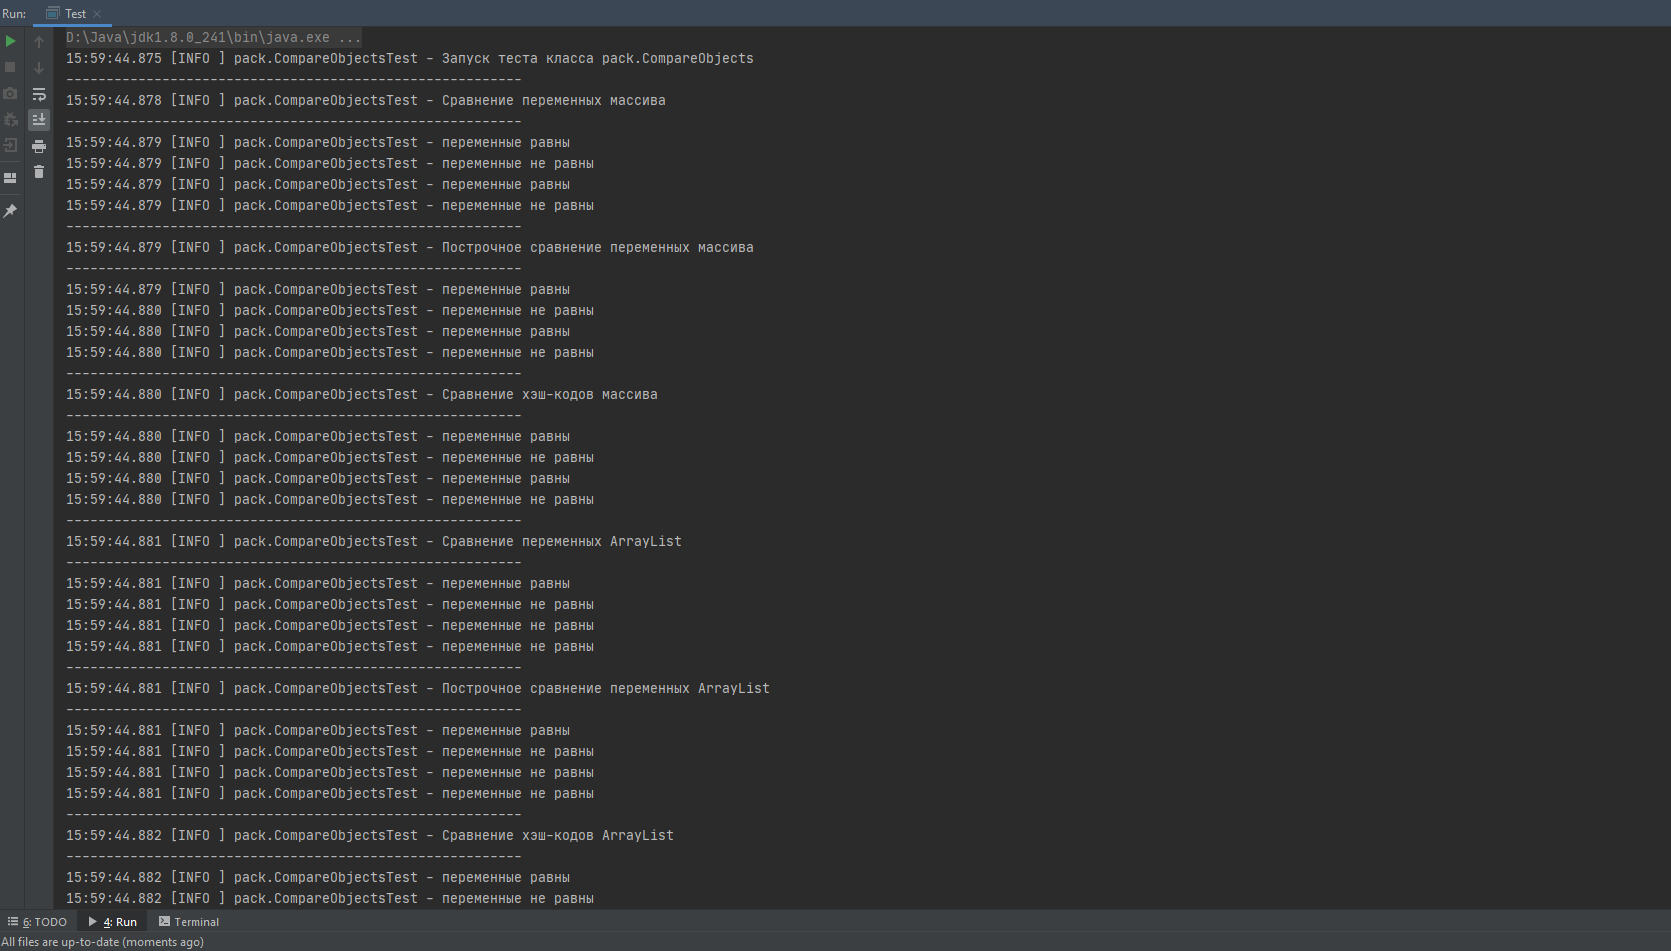 Run: Test
D:\Java\jdk1.8.0_241\bin\java.exe ...
15:59:44.875 [INFO ] pack.CompareObjectsTest - Запуск теста класса pack.CompareObjects
---------------------------------------------------------
15:59:44.878 [INFO ] pack.CompareObjectsTest - Сравнение переменных массива
---------------------------------------------------------
15:59:44.879 [INFO ] pack.CompareObjectsTest - переменные равны
15:59:44.879 [INFO ] pack.CompareObjectsTest - переменные не равны
15:59:44.879 [INFO ] pack.CompareObjectsTest - переменные равны
15:59:44.879 [INFO ] pack.CompareObjectsTest - переменные не равны
---------------------------------------------------------
15:59:44.879 [INFO ] pack.CompareObjectsTest - Построчное сравнение переменных массива
---------------------------------------------------------
15:59:44.879 [INFO ] pack.CompareObjectsTest - переменные равны
15:59:44.880 [INFO ] pack.CompareObjectsTest - переменные не равны
15:59:44.880 [INFO ] pack.CompareObjectsTest - переменные равны
15:59:44.880 [INFO ] pack.CompareObjectsTest - переменные не равны
---------------------------------------------------------
15:59:44.880 [INFO ] pack.CompareObjectsTest - Сравнение хэш-кодов массива
---------------------------------------------------------
15:59:44.880 [INFO ] pack.CompareObjectsTest - переменные равны
15:59:44.880 [INFO ] pack.CompareObjectsTest - переменные не равны
15:59:44.880 [INFO ] pack.CompareObjectsTest - переменные равны
15:59:44.880 [INFO ] pack.CompareObjectsTest - переменные не равны
---------------------------------------------------------
15:59:44.881 [INFO ] pack.CompareObjectsTest - Сравнение переменных ArrayList
---------------------------------------------------------
15:59:44.881 [INFO ] pack.CompareObjectsTest - переменные равны
15:59:44.881 [INFO ] pack.CompareObjectsTest - переменные не равны
15:59:44.881 [INFO ] pack.CompareObjectsTest - переменные не равны
15:59:44.881 [INFO ] pack.CompareObjectsTest - переменные не равны
---------------------------------------------------------
15:59:44.881 [INFO ] pack.CompareObjectsTest - Построчное сравнение переменных ArrayList
---------------------------------------------------------
15:59:44.881 [INFO ] pack.CompareObjectsTest - переменные равны
15:59:44.881 [INFO ] pack.CompareObjectsTest - переменные не равны
15:59:44.881 [INFO ] pack.CompareObjectsTest - переменные не равны
15:59:44.881 [INFO ] pack.CompareObjectsTest - переменные не равны
---------------------------------------------------------
15:59:44.882 [INFO ] pack.CompareObjectsTest - Сравнение хэш-кодов ArrayList
---------------------------------------------------------
15:59:44.882 [INFO ] pack.CompareObjectsTest - переменные равны
15:59:44.882 [INFO ] pack.CompareObjectsTest - переменные не равны
6: TODO 4: Run Terminal
All files are up-to-date (moments ago)